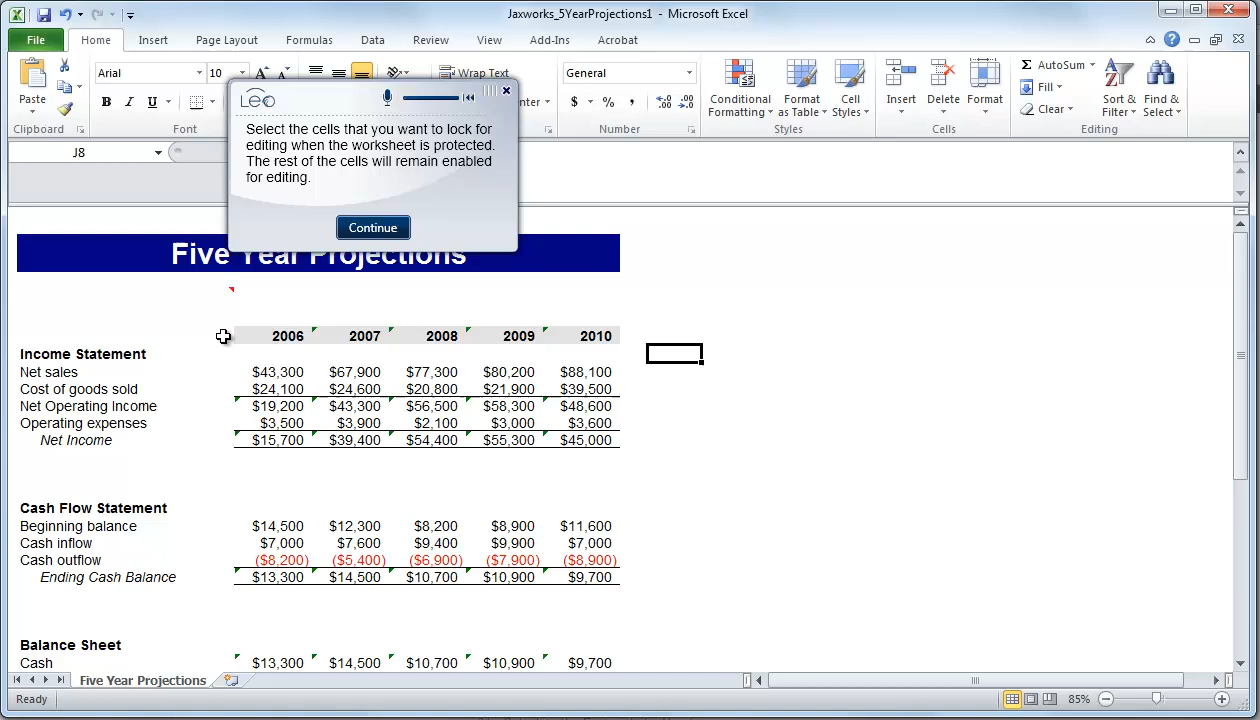 Jaxworks_5YearProjections1 - Microsoft Excel
File Home Insert Page Layout Formulas Data Review View Add-Ins Acrobat
Paste
Clipboard
Arial 10
B I U
Font
Wrap Text
General
$ % ,
Number
Conditional Formatting
Format as Table
Cell Styles
Styles
Insert Delete Format
Cells
Σ AutoSum
Fill
Clear
Sort & Filter
Find & Select
Editing
J8
Leo
Select the cells that you want to lock for
editing when the worksheet is protected.
The rest of the cells will remain enabled
for editing.
Continue
Five Year Projections
2006 2007 2008 2009 2010
Income Statement
Net sales $43,300 $67,900 $77,300 $80,200 $88,100
Cost of goods sold $24,100 $24,600 $20,800 $21,900 $39,500
Net Operating Income $19,200 $43,300 $56,500 $58,300 $48,600
Operating expenses $3,500 $3,900 $2,100 $3,000 $3,600
Net Income $15,700 $39,400 $54,400 $55,300 $45,000
Cash Flow Statement
Beginning balance $14,500 $12,300 $8,200 $8,900 $11,600
Cash inflow $7,000 $7,600 $9,400 $9,900 $7,000
Cash outflow ($8,200) ($5,400) ($6,900) ($7,900) ($8,900)
Ending Cash Balance $13,300 $14,500 $10,700 $10,900 $9,700
Balance Sheet
Cash $13,300 $14,500 $10,700 $10,900 $9,700
Five Year Projections
Ready 85%